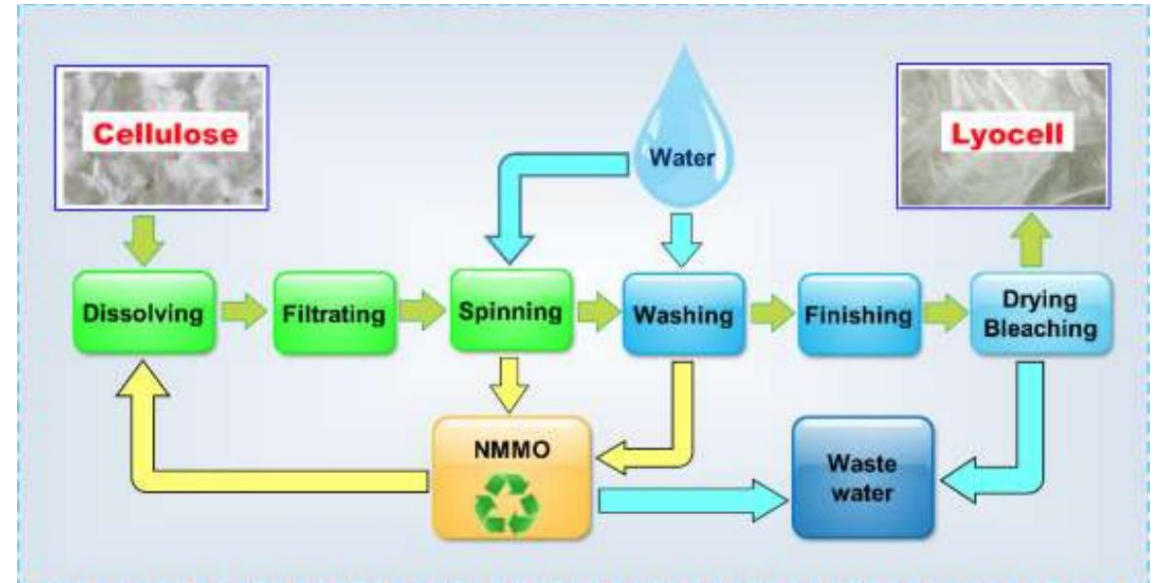 Cellulose
Water
Lyocell
Dissolving
Filtrating
Spinning
Washing
Finishing
Drying
Bleaching
NMMO
Waste
water